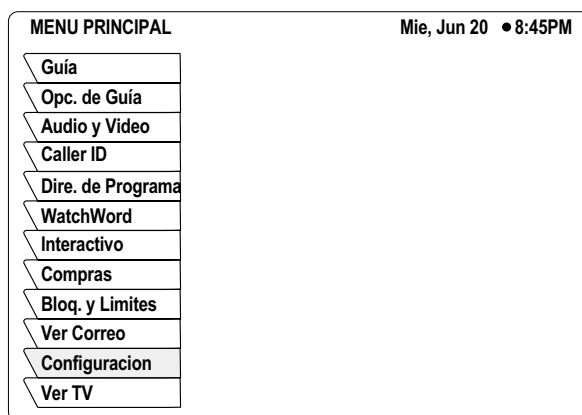 MENU PRINCIPAL Mie, Jun 20 ● 8:45PM
Guía
Opc. de Guía
Audio y Video
Caller ID
Dire. de Programa
WatchWord
Interactivo
Compras
Bloq. y Limites
Ver Correo
Configuracion
Ver TV